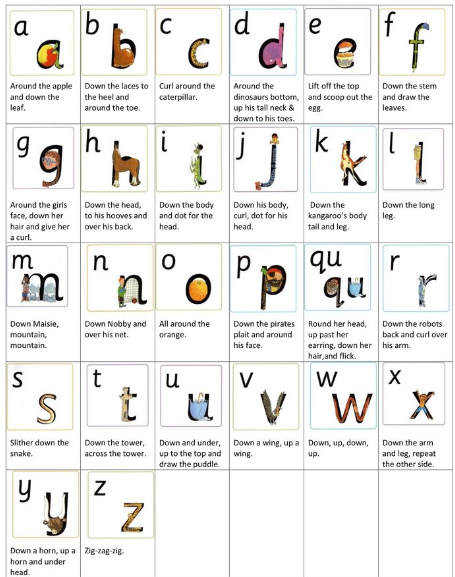 a
Around the apple
and down the
leaf.
b
Down the laces to
the heel and
around the toe.
c
Curl around the
caterpillar.
d
Around the
dinosaurs bottom,
up his tall neck &
down to his toes.
e
Lift off the top
and scoop out the
egg.
f
Down the stem
and draw the
leaves.
g
Around the girls
face, down her
hair and give her
a curl.
h
Down the head,
to his hooves and
over his back.
i
Down the body
and dot for the
head.
j
Down his body,
curl, dot for his
head.
k
Down the
kangaroo's body
tail and leg.
l
Down the long
leg.
m
Down Maisie,
mountain,
mountain.
n
Down Nobby and
over his net.
o
All around the
orange.
p
Down the pirates
plait and around
his face.
qu
Round her head,
up past her
earring, down her
hair,and flick.
r
Down the robots
back and curl over
his arm.
s
Slither down the
snake.
t
Down the tower,
across the tower.
u
Down and under,
up to the top and
draw the puddle.
v
Down a wing, up a
wing.
w
Down, up, down,
up.
x
Down the arm
and leg, repeat
the other side.
y
Down a horn, up a
horn and under
head.
z
Zig-zag-zig.